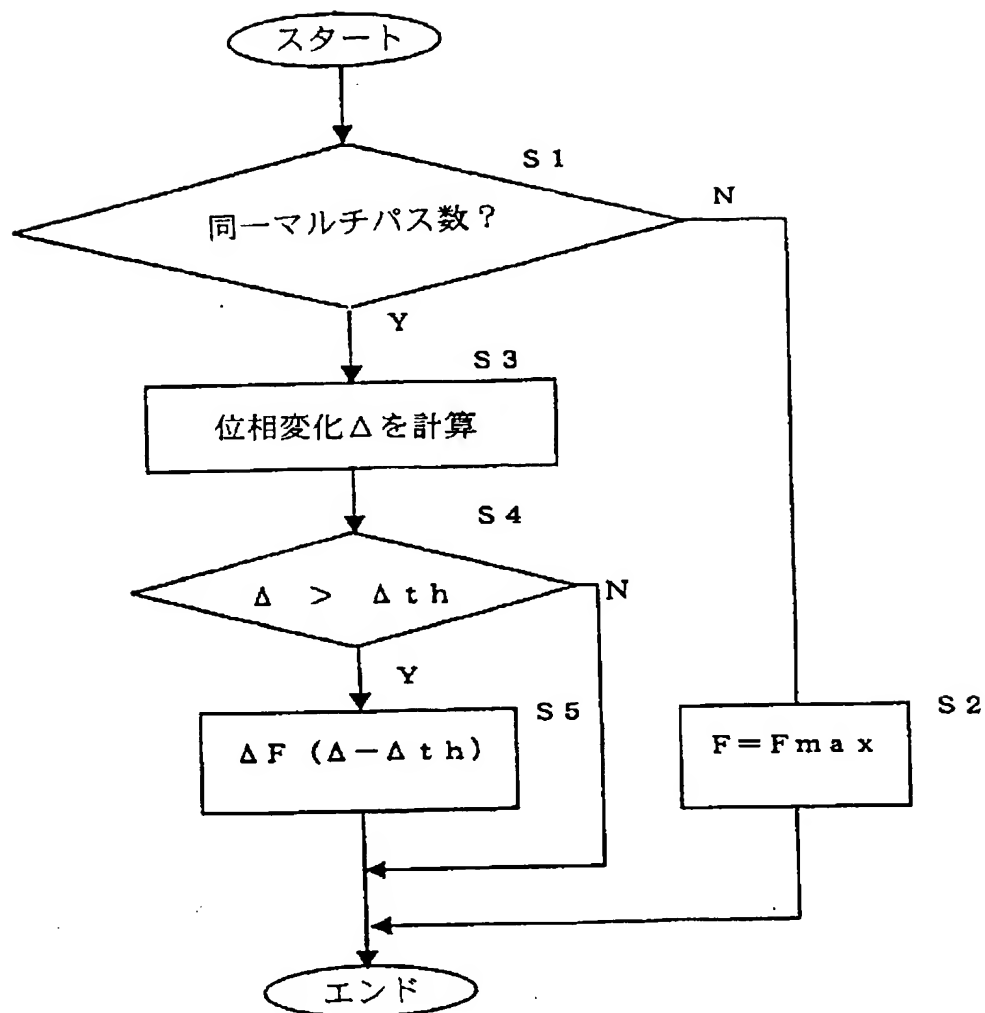 スタート
S1
同一マルチパス数?
N
Y
S3
位相変化Δを計算
S4
Δ > Δth
N
Y
S5
ΔF (Δ−Δth)
S2
F=Fmax
エンド